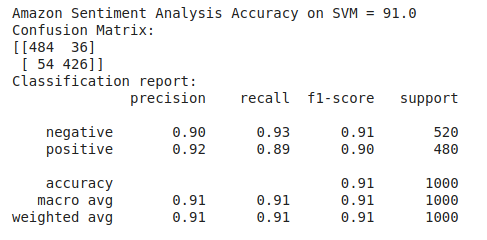 Amazon Sentiment Analysis Accuracy on SVM = 91.0
Confusion Matrix:
[[484  36]
 [ 54 426]]
Classification report:
              precision    recall  f1-score   support

    negative       0.90      0.93      0.91       520
    positive       0.92      0.89      0.90       480

    accuracy                           0.91      1000
   macro avg       0.91      0.91      0.91      1000
weighted avg       0.91      0.91      0.91      1000